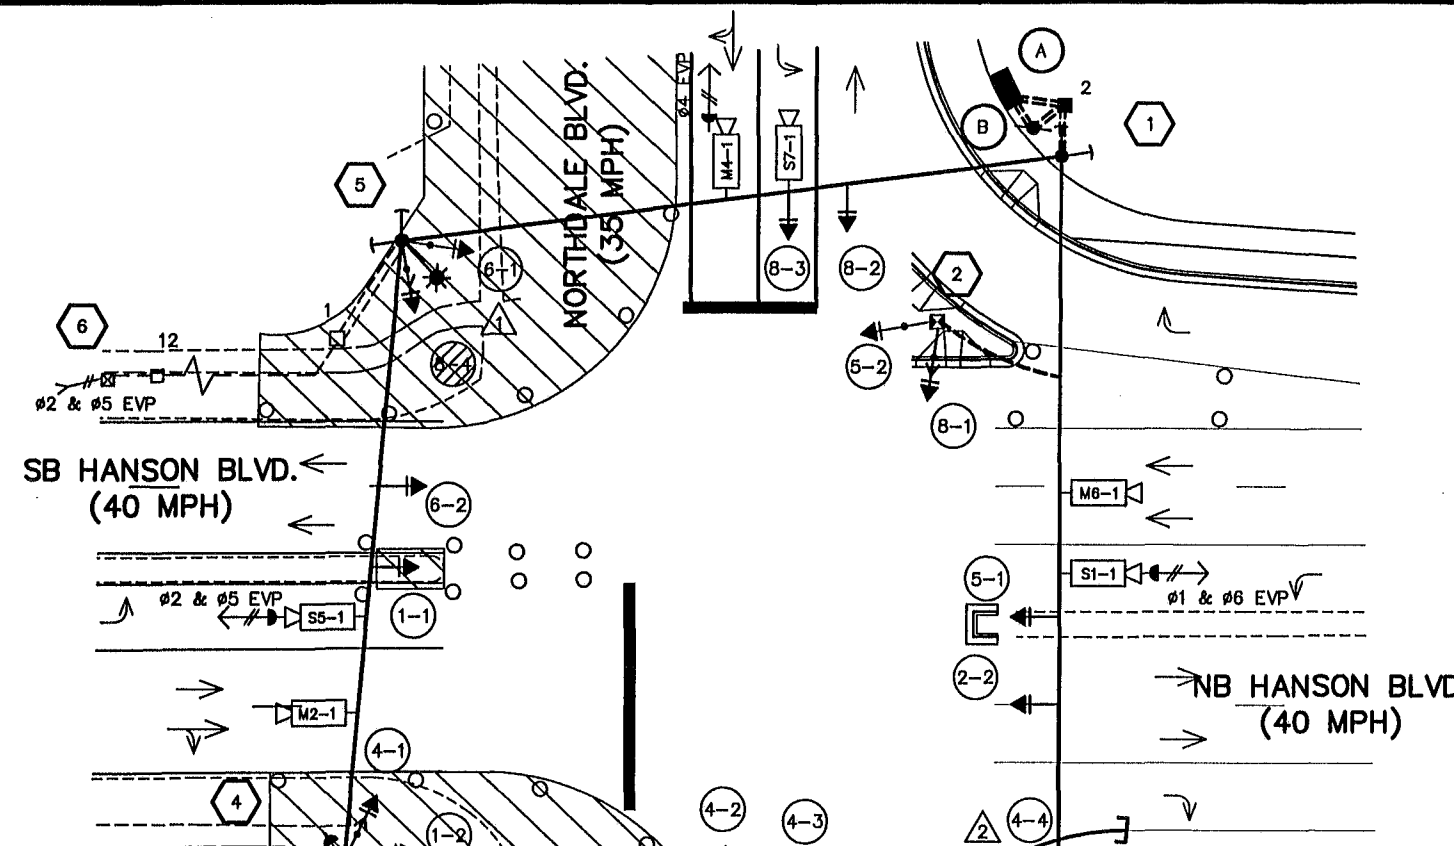 A
2
B
1
ø4 EVP
NORTHDALE BLVD.
(35 MPH)
M4-1
S7-1
5
6-1
8-3
8-2
2
1
1
6
12
ø2 & ø5 EVP
5-2
8-1
SB HANSON BLVD.
(40 MPH)
6-2
M6-1
5-1
S1-1
ø1 & ø6 EVP
ø2 & ø5 EVP
S5-1
1-1
2-2
NB HANSON BLVD
(40 MPH)
M2-1
4-1
4
1-2
4-2
4-3
2
4-4